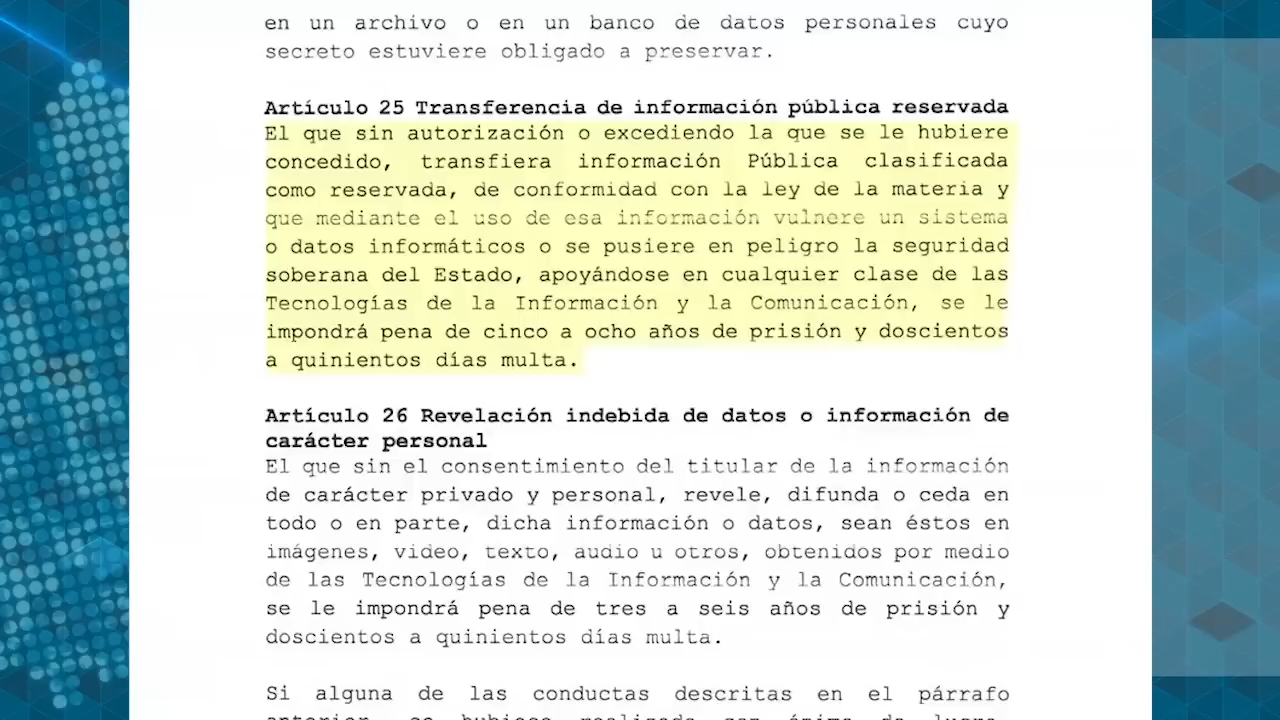 en un archivo o en un banco de datos personales cuyo
secreto estuviere obligado a preservar.
Artículo 25 Transferencia de información pública reservada
El que sin autorización o excediendo la que se le hubiere
concedido, transfiera información Pública clasificada
como reservada, de conformidad con la ley de la materia y
que mediante el uso de esa información vulnere un sistema
o datos informáticos o se pusiere en peligro la seguridad
soberana del Estado, apoyándose en cualquier clase de las
Tecnologías de la Información y la Comunicación, se le
impondrá pena de cinco a ocho años de prisión y doscientos
a quinientos días multa.
Artículo 26 Revelación indebida de datos o información de
carácter personal
El que sin el consentimiento del titular de la información
de carácter privado y personal, revele, difunda o ceda en
todo o en parte, dicha información o datos, sean éstos en
imágenes, video, texto, audio u otros, obtenidos por medio
de las Tecnologías de la Información y la Comunicación,
se le impondrá pena de tres a seis años de prisión y
doscientos a quinientos días multa.
Si alguna de las conductas descritas en el párrafo